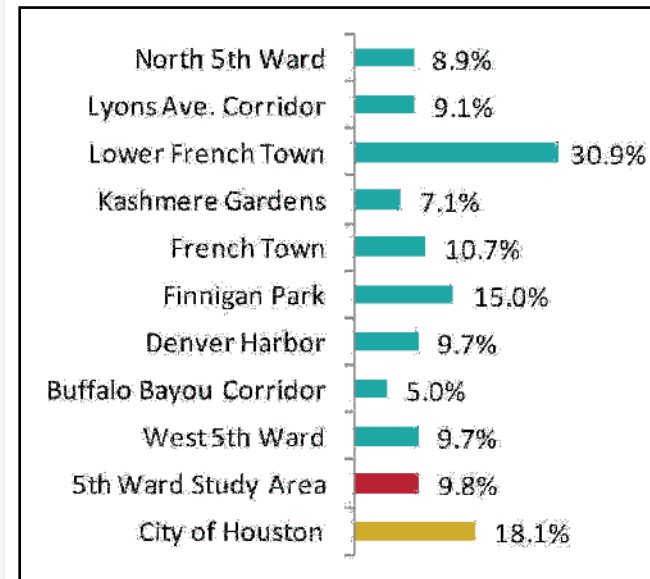 North 5th Ward 8.9%
Lyons Ave. Corridor 9.1%
Lower French Town 30.9%
Kashmere Gardens 7.1%
French Town 10.7%
Finnigan Park 15.0%
Denver Harbor 9.7%
Buffalo Bayou Corridor 5.0%
West 5th Ward 9.7%
5th Ward Study Area 9.8%
City of Houston 18.1%